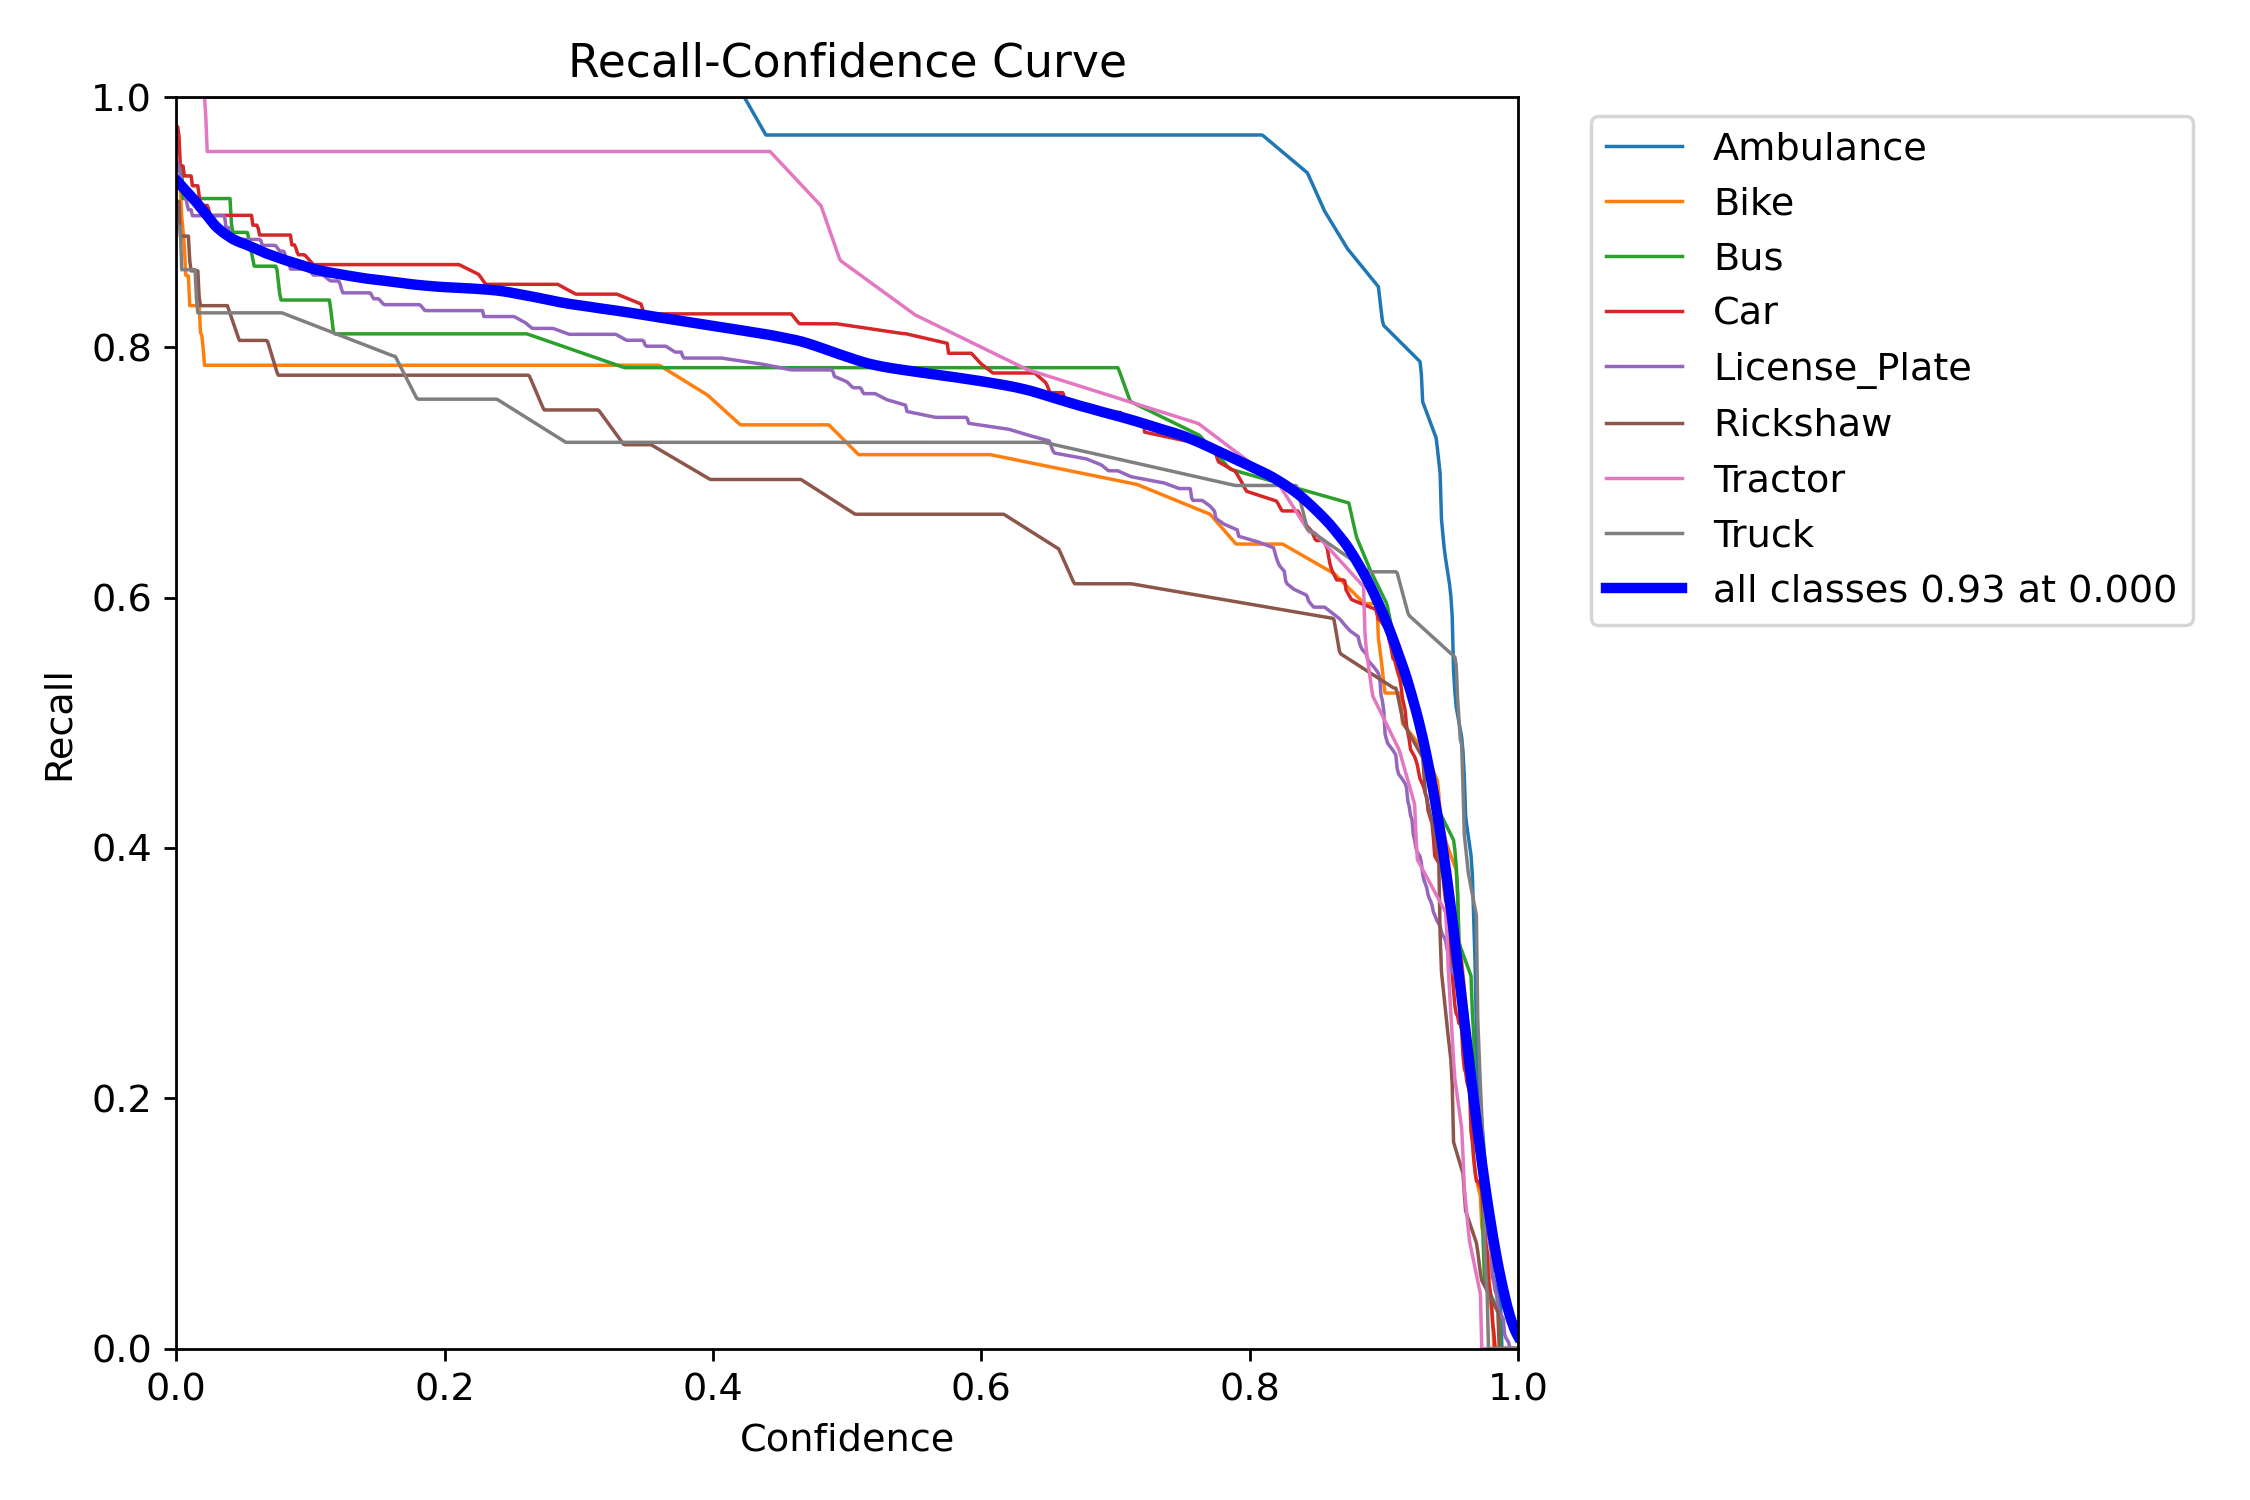 Recall-Confidence Curve
1.0
0.8
0.6
0.4
0.2
0.0
Recall
0.0 0.2 0.4 0.6 0.8 1.0
Confidence
Ambulance
Bike
Bus
Car
License_Plate
Rickshaw
Tractor
Truck
all classes 0.93 at 0.000